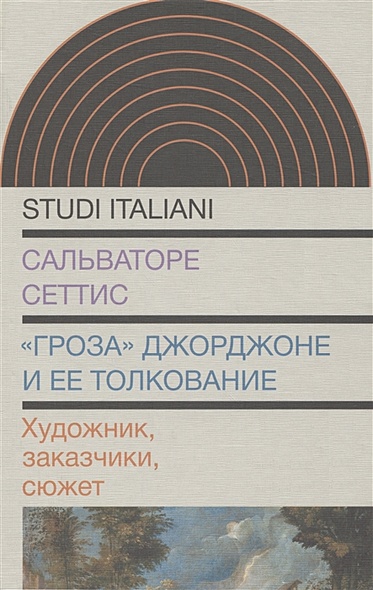 STUDI ITALIANI
САЛЬВАТОРЕ
СЕТТИС
«ГРОЗА» ДЖОРДЖОНЕ
И ЕЕ ТОЛКОВАНИЕ
Художник,
заказчики,
сюжет